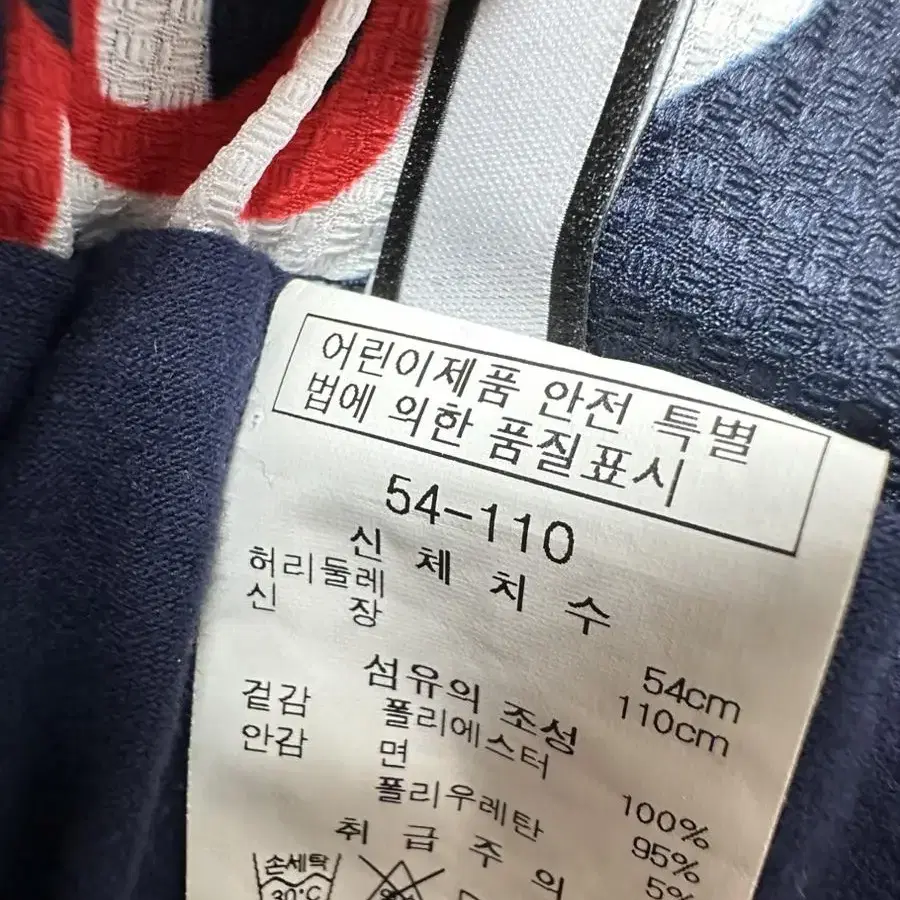 어린이제품 안전 특별
법에 의한 품질표시
54-110
신 체 치 수
허리둘레 54cm
신 장 110cm
섬유의 조성
겉감 폴리에스터 100%
안감 면 95%
폴리우레탄 5%
취 급 주 의
손세탁
30°C